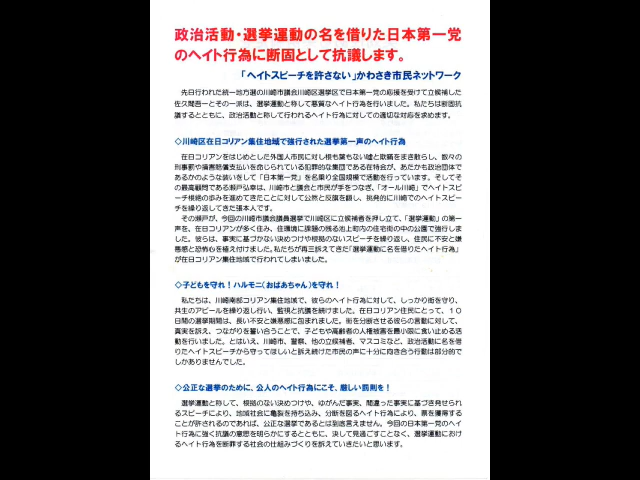 政治活動・選挙運動の名を借りた日本第一党
のヘイト行為に断固として抗議します。
「ヘイトスピーチを許さない」かわさき市民ネットワーク
先日行われた統一地方選の川崎市議会川崎区選挙区で日本第一党の応援を受けて立候補した
佐久間吾一とその一派は、選挙運動と称して悪質なヘイト行為を行いました。私たちは断固抗
議するとともに、政治活動と称して行われるヘイト行為に対しての適切な対応を求めます。
◇川崎区在日コリアン集住地域で強行された選挙第一声のヘイト行為
在日コリアンをはじめとした外国人市民に対し根も葉もない嘘と欺瞞をまき散らし、数々の
刑事罰や損害賠償支払いを命じられている犯罪的な集団である在特会が、あたかも政治団体で
あるかのような装いをして「日本第一党」を名乗り全国規模で活動を行っています。そしてそ
の最高顧問である瀬戸弘幸は、川崎市と議会と市民が手をつなぎ、「オール川崎」でヘイトスピ
ーチ根絶の歩みを進めてきたことに対して公然と反旗を翻し、挑発的に川崎でのヘイトスピーチ
を繰り返してきた張本人です。
その瀬戸が、今回の川崎市議会議員選挙で川崎区に立候補者を押し立て、「選挙運動」の第一
声を、在日コリアンが多く住み、住環境に課題の残る池上町内の住宅街の中の公園で強行しま
した。彼らは、事実に基づかない決めつけや根拠のないスピーチを繰り返し、住民に不安と嫌
悪感と恐怖心を植え付けました。私たちが再三訴えてきた「選挙運動に名を借りたヘイト行為」
が在日コリアン集住地域で行われてしまいました。
◇子どもを守れ！ハルモニ（おばあちゃん）を守れ！
私たちは、川崎南部コリアン集住地域で、彼らのヘイト行為に対して、しっかり街を守り、
共生のアピールを繰り返し行い、監視と抗議を続けました。在日コリアン住民にとって、１０
日間の選挙期間は、長い不安と嫌悪感に包まれました。街を分断させる彼らの言動に対して、
真実を訴え、つながりを奮い合うことで、子どもや高齢者の人権被害を最小限に食い止める活
動を行いました。とはいえ、川崎市、警察、他の立候補者、マスコミなど、政治活動に名を借
りたヘイトスピーチから守ってほしいと訴え続けた市民の声に十分に向き合う行動は部分的で
しかありませんでした。
◇公正な選挙のために、公人のヘイト行為にこそ、厳しい罰則を！
選挙運動と称して、根拠のない決めつけや、ゆがんだ事実、間違った事実に基づき発せられ
るスピーチにより、地域社会に亀裂を持ち込み、分断を図るヘイト行為により、票を獲得する
ことが許されるのであれば、公正な選挙であるとは到底言えません。今回の日本第一党のヘイ
ト行為に強く抗議の意思を明らかにするとともに、決して見過ごすことなく、選挙運動におけ
るヘイト行為を断罪する社会の仕組みづくりを訴えていきたいと思います。